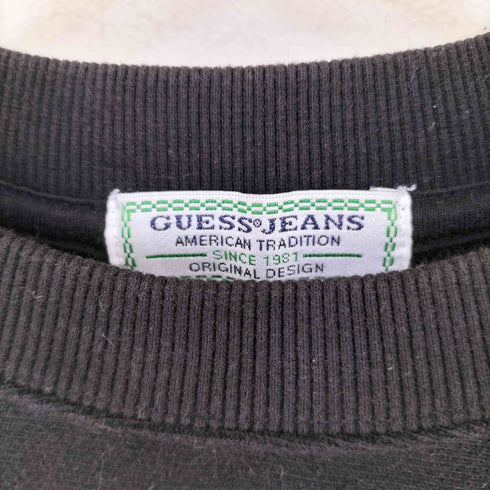 GUESS® JEANS
AMERICAN TRADITION
SINCE 1981
ORIGINAL DESIGN